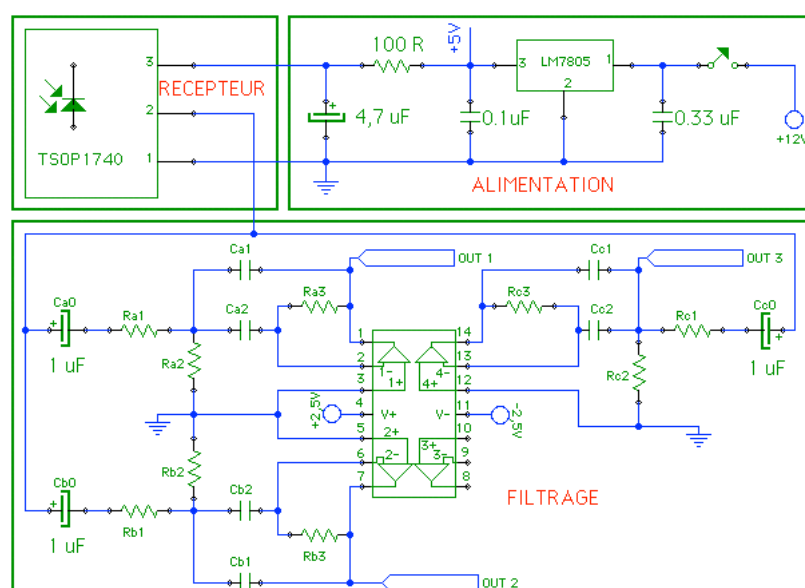 TSOP1740
3
2
1
RECEPTEUR
100 R
4,7 uF
+5V
0.1uF
3
LM7805
1
2
0.33 uF
+12V
ALIMENTATION
Ca0
+
1 uF
Ra1
Ca1
Ca2
Ra2
Ra3
OUT 1
1
2
3
4
5
6
7
14
13
12
11
10
9
8
1-
1+
4-
4+
V+
V-
2+
2-
3+
3-
+2,5V
-2,5V
Cc1
Cc2
Rc3
OUT 3
Rc1
Rc2
Cc0
+
1 uF
Cb0
+
1 uF
Rb1
Rb2
Cb2
Rb3
Cb1
OUT 2
FILTRAGE